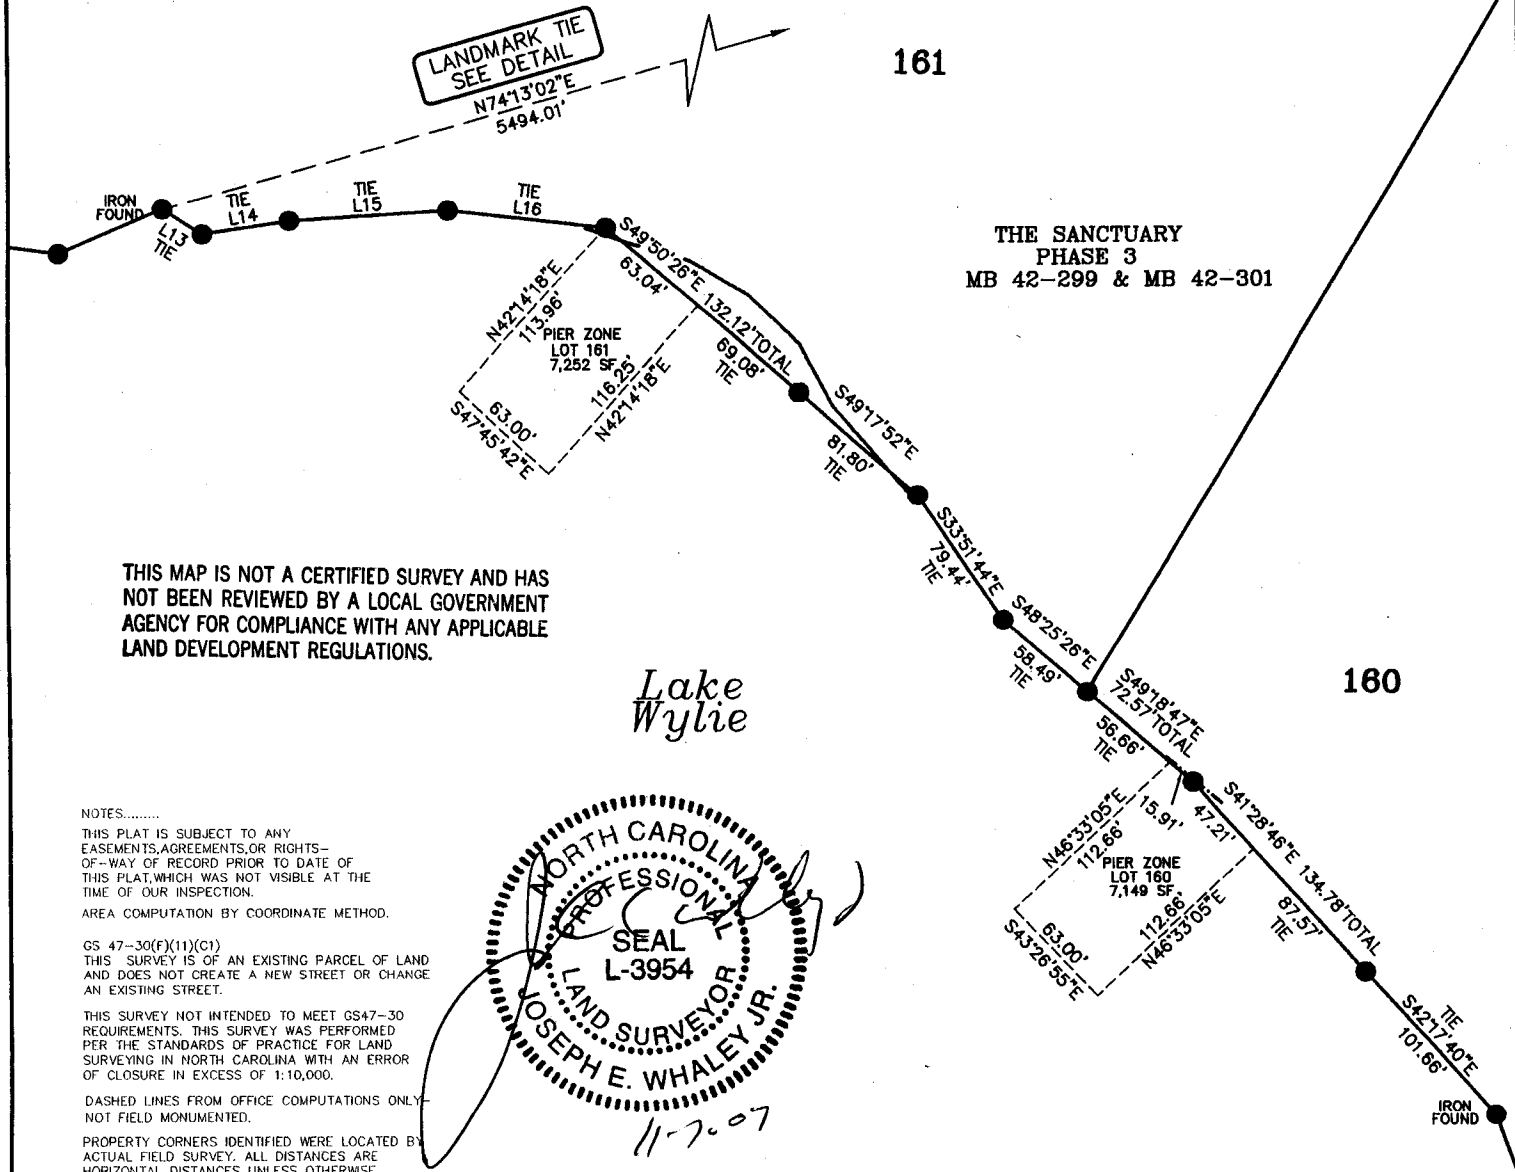 LANDMARK TIE
SEE DETAIL
N74°13'02"E
5494.01'
161
IRON
FOUND
L13
TIE
TIE
L14
TIE
L15
TIE
L16
S49°50'26"E 132.12'TOTAL
63.04'
69.08'
TIE
THE SANCTUARY
PHASE 3
MB 42-299 & MB 42-301
N42°14'18"E
113.96'
PIER ZONE
LOT 161
7,252 SF
116.25'
N42°14'18"E
63.00'
S47°45'42"E
S49°17'52"E
81.80'
TIE
S33°51'44"E
79.44'
TIE
S48°25'26"E
58.49'
TIE
THIS MAP IS NOT A CERTIFIED SURVEY AND HAS
NOT BEEN REVIEWED BY A LOCAL GOVERNMENT
AGENCY FOR COMPLIANCE WITH ANY APPLICABLE
LAND DEVELOPMENT REGULATIONS.
Lake
Wylie
160
S49°18'47"E
72.57'TOTAL
56.66'
TIE
15.91'
S41°28'46"E 134.78'TOTAL
47.21'
87.57'
TIE
N46°33'05"E
112.66'
PIER ZONE
LOT 160
7,149 SF
112.66'
N46°33'05"E
63.00'
S43°26'55"E
TIE
S42°17'40"E
101.66'
IRON
FOUND
NOTES.........
THIS PLAT IS SUBJECT TO ANY
EASEMENTS,AGREEMENTS,OR RIGHTS-
OF-WAY OF RECORD PRIOR TO DATE OF
THIS PLAT,WHICH WAS NOT VISIBLE AT THE
TIME OF OUR INSPECTION.
AREA COMPUTATION BY COORDINATE METHOD.
GS 47-30(F)(11)(C1)
THIS SURVEY IS OF AN EXISTING PARCEL OF LAND
AND DOES NOT CREATE A NEW STREET OR CHANGE
AN EXISTING STREET.
THIS SURVEY NOT INTENDED TO MEET GS47-30
REQUIREMENTS. THIS SURVEY WAS PERFORMED
PER THE STANDARDS OF PRACTICE FOR LAND
SURVEYING IN NORTH CAROLINA WITH AN ERROR
OF CLOSURE IN EXCESS OF 1:10,000.
DASHED LINES FROM OFFICE COMPUTATIONS ONLY-
NOT FIELD MONUMENTED.
PROPERTY CORNERS IDENTIFIED WERE LOCATED BY
ACTUAL FIELD SURVEY. ALL DISTANCES ARE
HORIZONTAL DISTANCES UNLESS OTHERWISE
NORTH CAROLINA
PROFESSIONAL
SEAL
L-3954
LAND SURVEYOR
JOSEPH E. WHALEY JR.
11-7-07